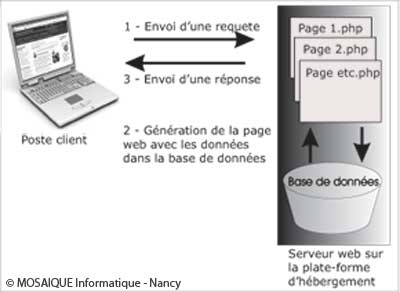 1 - Envoi d'une requete
3 - Envoi d'une réponse
2 - Génération de la page
web avec les données
dans la base de données
Poste client
Page 1.php
Page 2.php
Page etc.php
Base de données
Serveur web sur
la plate-forme
d'hébergement
© MOSAIQUE Informatique - Nancy